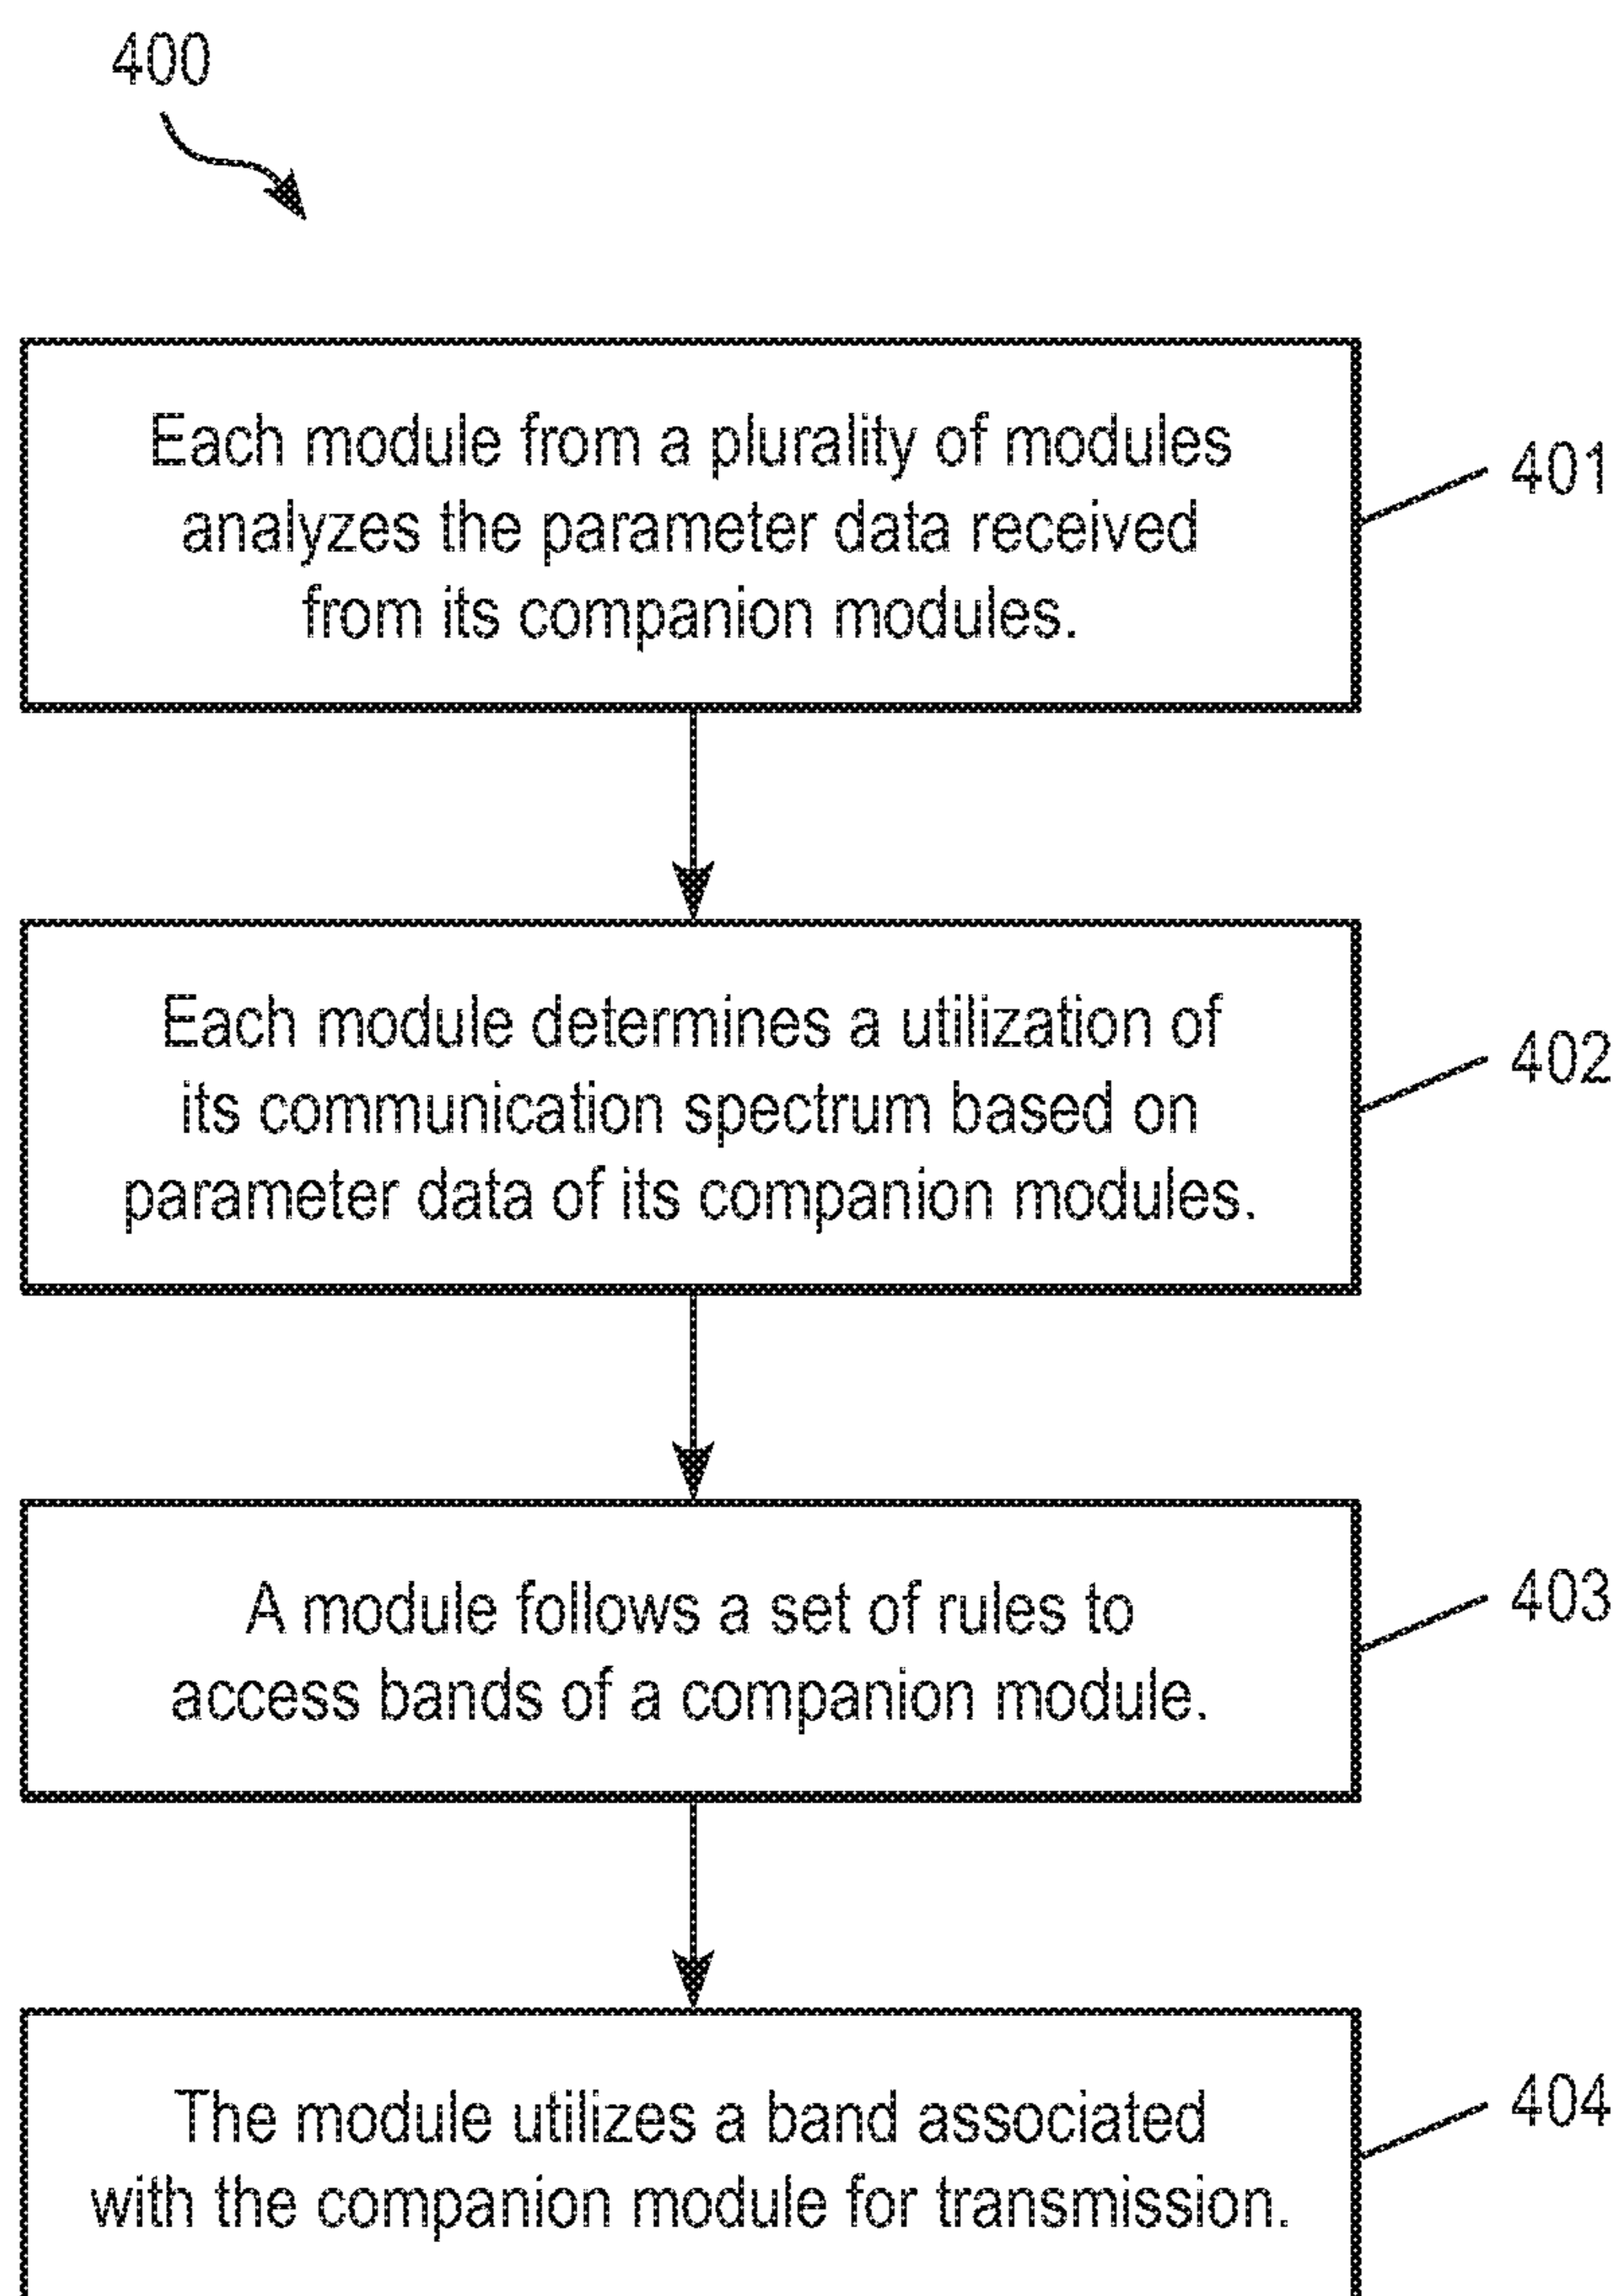 400
Each module from a plurality of modules
analyzes the parameter data received
from its companion modules.
401
Each module determines a utilization of
its communication spectrum based on
parameter data of its companion modules.
402
A module follows a set of rules to
access bands of a companion module.
403
The module utilizes a band associated
with the companion module for transmission.
404